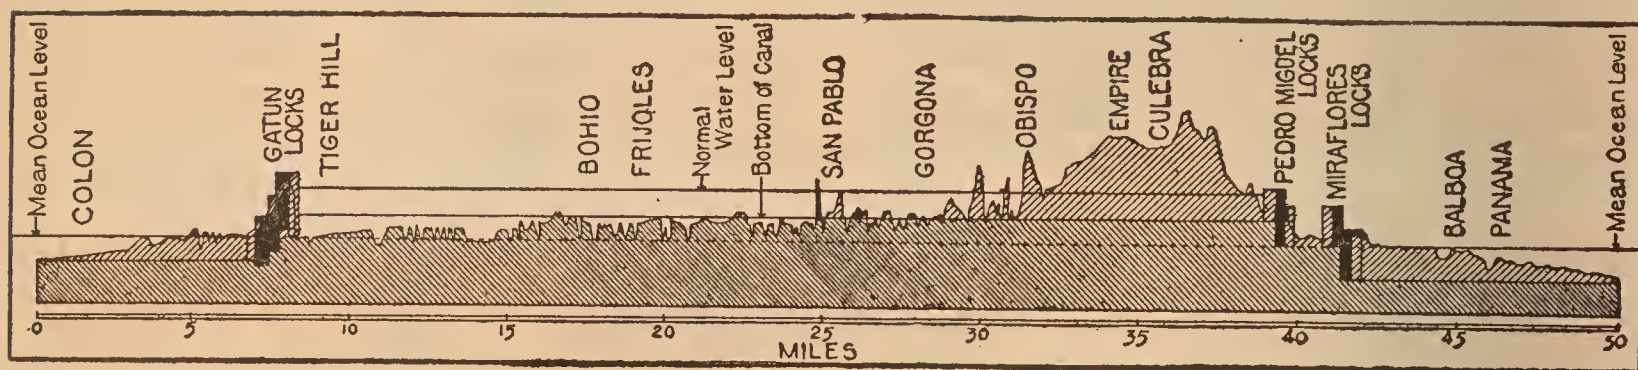 Mean Ocean Level
COLON
GATUN
LOCKS
TIGER HILL
BOHIO
FRIJOLES
Normal
Water Level
Bottom of Canal
SAN PABLO
GORGONA
OBISPO
EMPIRE
CULEBRA
PEDRO MIGUEL
LOCKS
MIRAFLORES
LOCKS
BALBOA
PANAMA
Mean Ocean Level
0 5 10 15 20 25 30 35 40 45 50
MILES